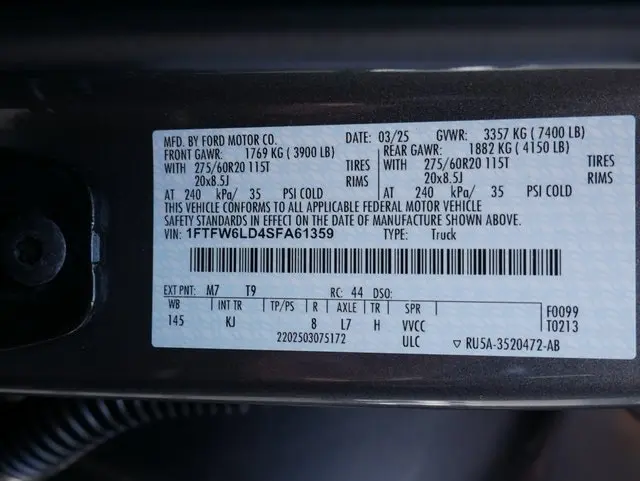 MFD. BY FORD MOTOR CO. DATE: 03/25 GVWR: 3357 KG ( 7400 LB)
FRONT GAWR: 1769 KG ( 3900 LB) REAR GAWR: 1882 KG ( 4150 LB)
WITH 275/60R20 115T TIRES WITH 275/60R20 115T TIRES
20x8.5J RIMS 20x8.5J RIMS
AT 240 kPa/ 35 PSI COLD AT 240 kPa/ 35 PSI COLD
THIS VEHICLE CONFORMS TO ALL APPLICABLE FEDERAL MOTOR VEHICLE
SAFETY STANDARDS IN EFFECT ON THE DATE OF MANUFACTURE SHOWN ABOVE.
VIN: 1FTFW6LD4SFA61359 TYPE: Truck
EXT PNT: M7 T9 RC: 44 DSO:
WB INT TR TP/PS R AXLE TR SPR F0099
145 KJ 8 L7 H VVCC T0213
2202503075172 ULC ▽ RU5A-3520472-AB